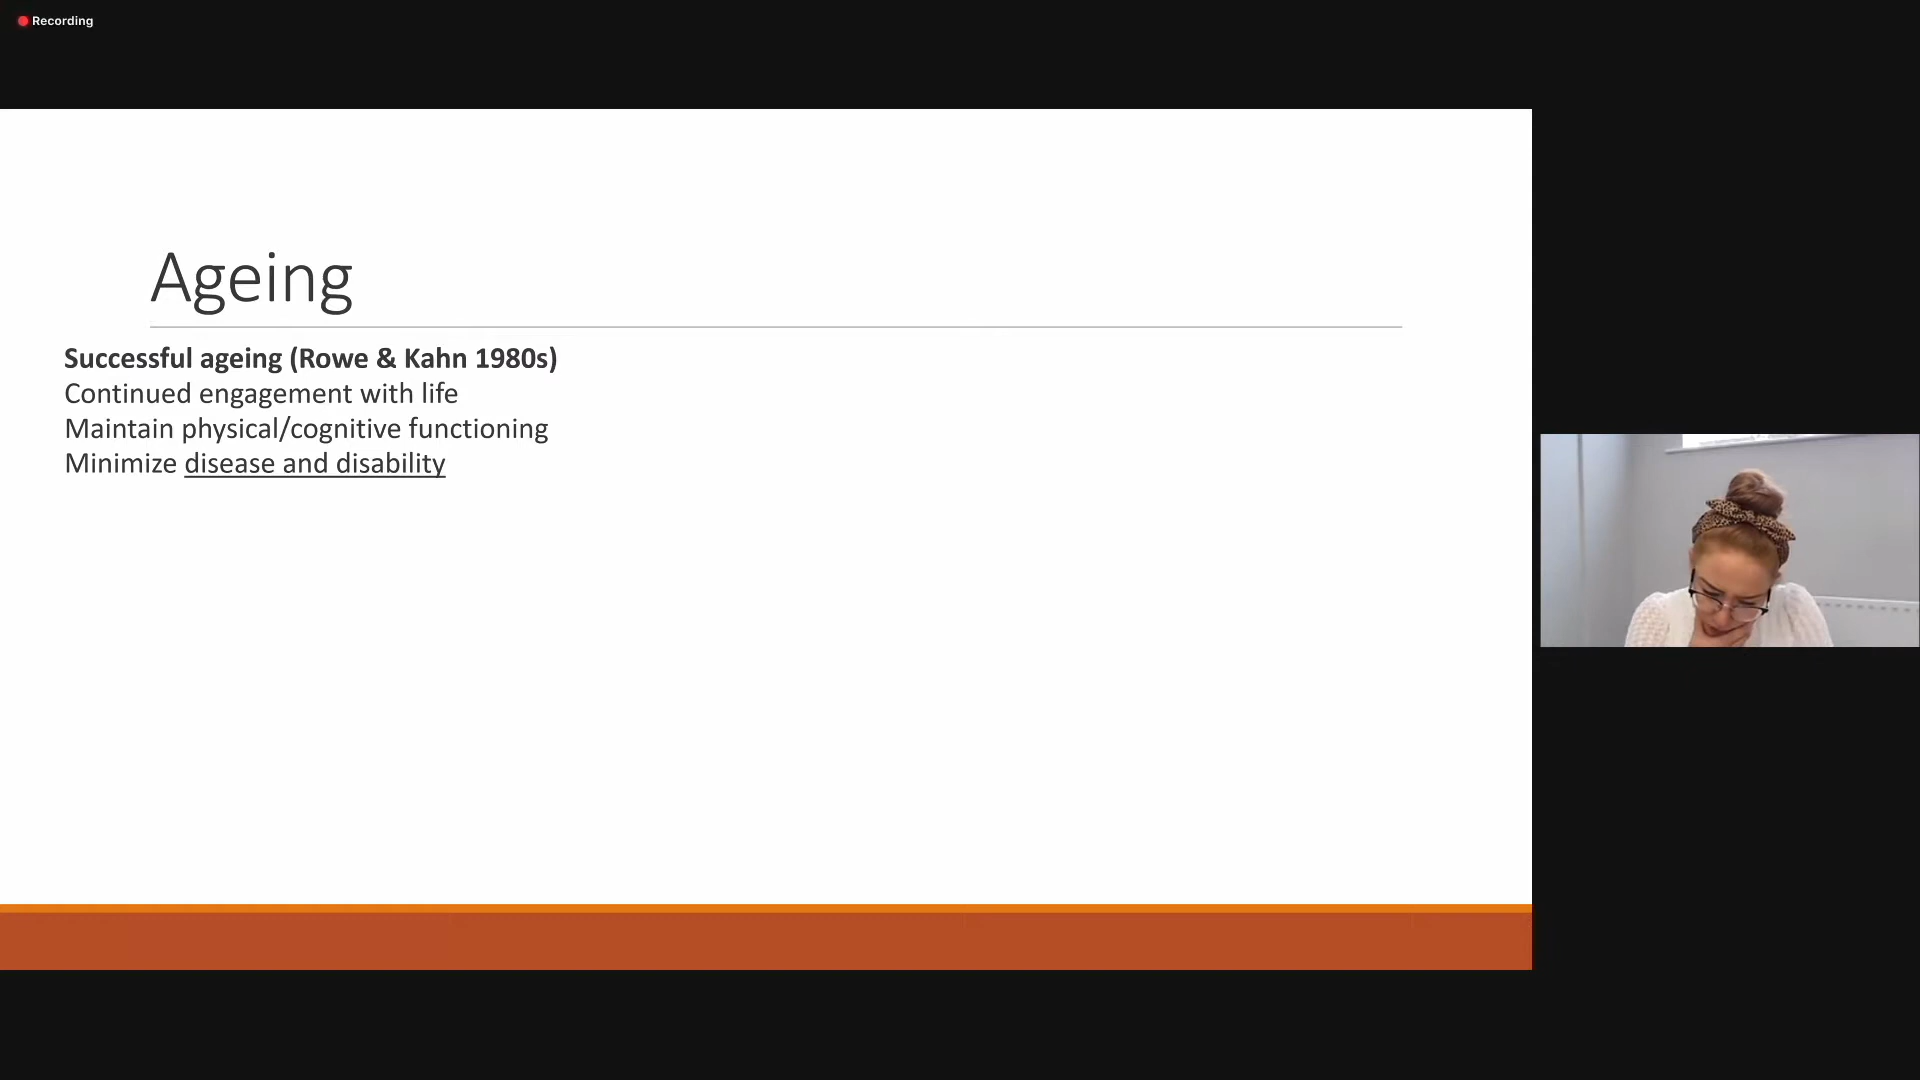 Recording
Ageing
Successful ageing (Rowe & Kahn 1980s)
Continued engagement with life
Maintain physical/cognitive functioning
Minimize disease and disability